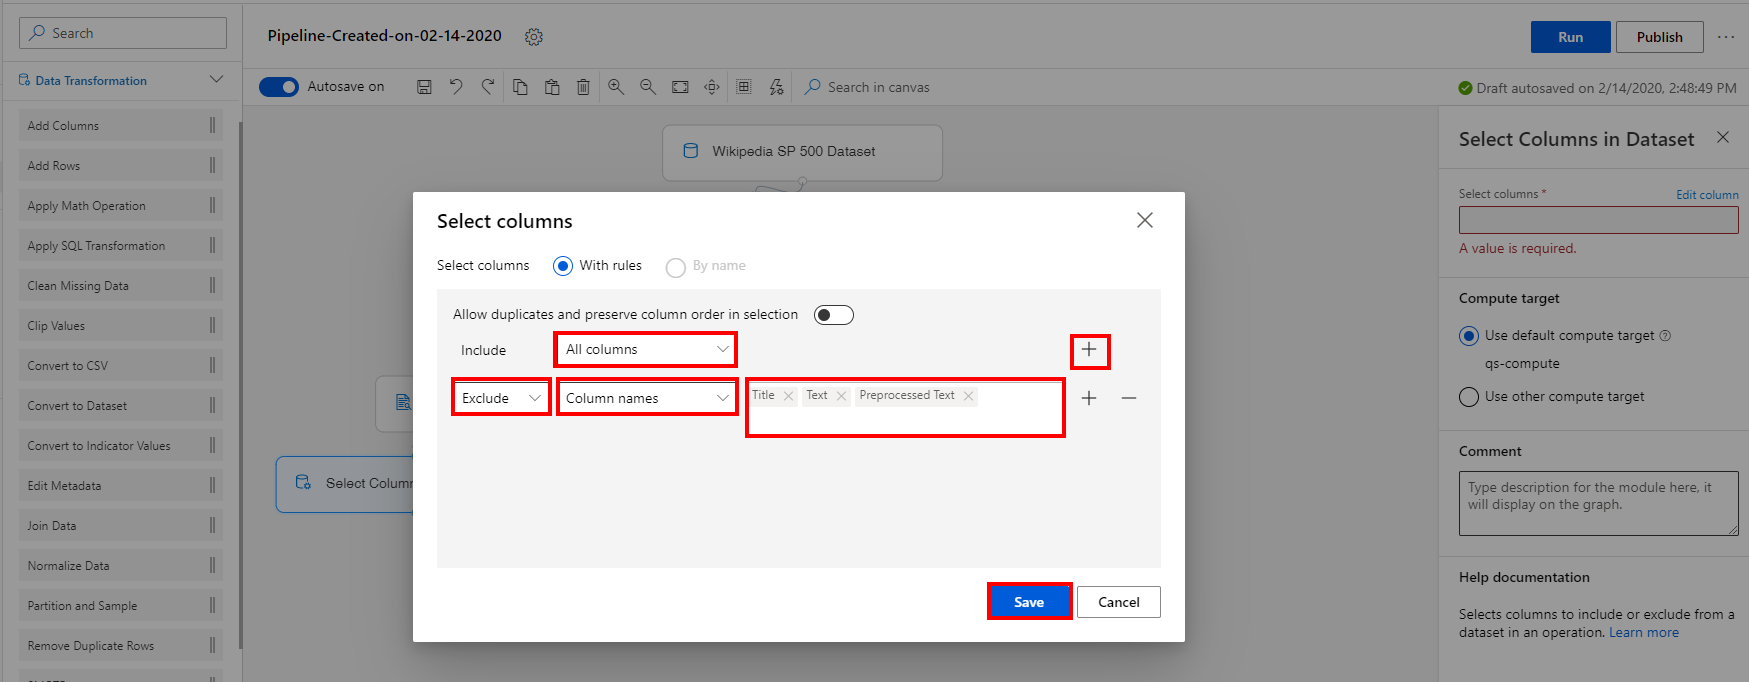 Search
Data Transformation
Add Columns
Add Rows
Apply Math Operation
Apply SQL Transformation
Clean Missing Data
Clip Values
Convert to CSV
Convert to Dataset
Convert to Indicator Values
Edit Metadata
Join Data
Normalize Data
Partition and Sample
Remove Duplicate Rows
Pipeline-Created-on-02-14-2020
Run
Publish
Autosave on
Search in canvas
Draft autosaved on 2/14/2020, 2:48:49 PM
Wikipedia SP 500 Dataset
Select Colum
Select columns
Select columns
With rules
By name
Allow duplicates and preserve column order in selection
Include
All columns
Exclude
Column names
Title
Text
Preprocessed Text
Save
Cancel
Select Columns in Dataset
Select columns *
Edit column
A value is required.
Compute target
Use default compute target
qs-compute
Use other compute target
Comment
Type description for the module here, it
will display on the graph.
Help documentation
Selects columns to include or exclude from a
dataset in an operation. Learn more